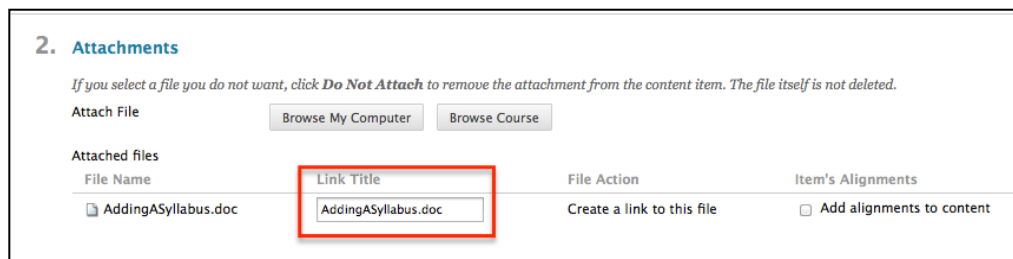 2. Attachments
If you select a file you do not want, click Do Not Attach to remove the attachment from the content item. The file itself is not deleted.
Attach File Browse My Computer Browse Course
Attached files
File Name Link Title File Action Item's Alignments
AddingASyllabus.doc AddingASyllabus.doc Create a link to this file Add alignments to content